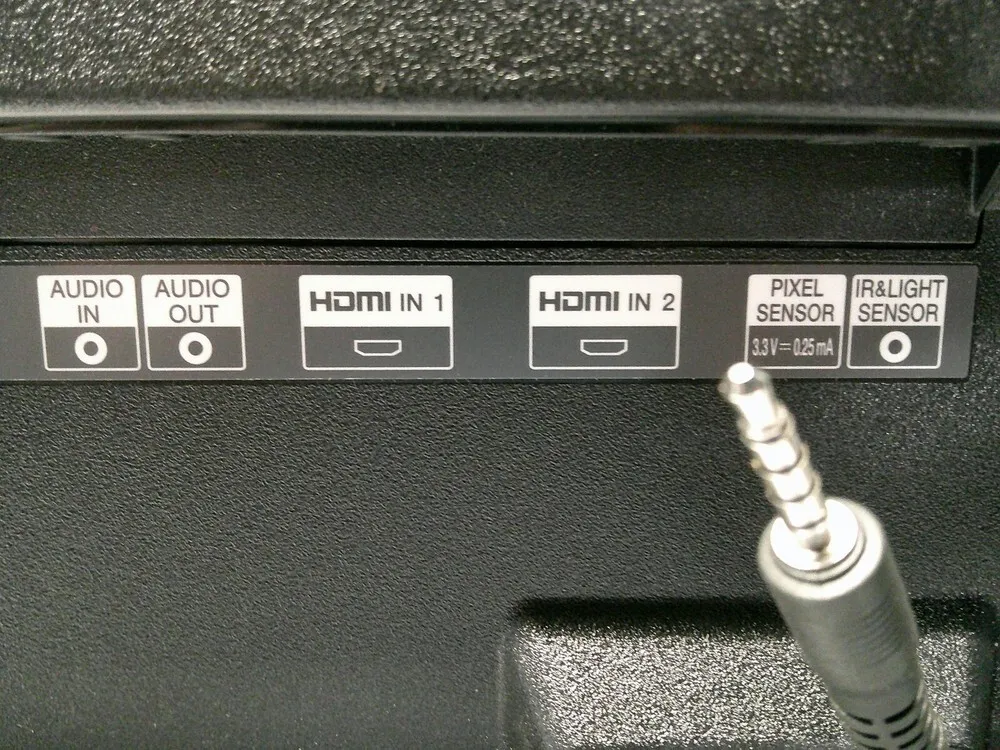 AUDIO
IN
AUDIO
OUT
HDMI IN 1
HDMI IN 2
PIXEL
SENSOR
3.3 V⎓0.25 mA
IR&LIGHT
SENSOR